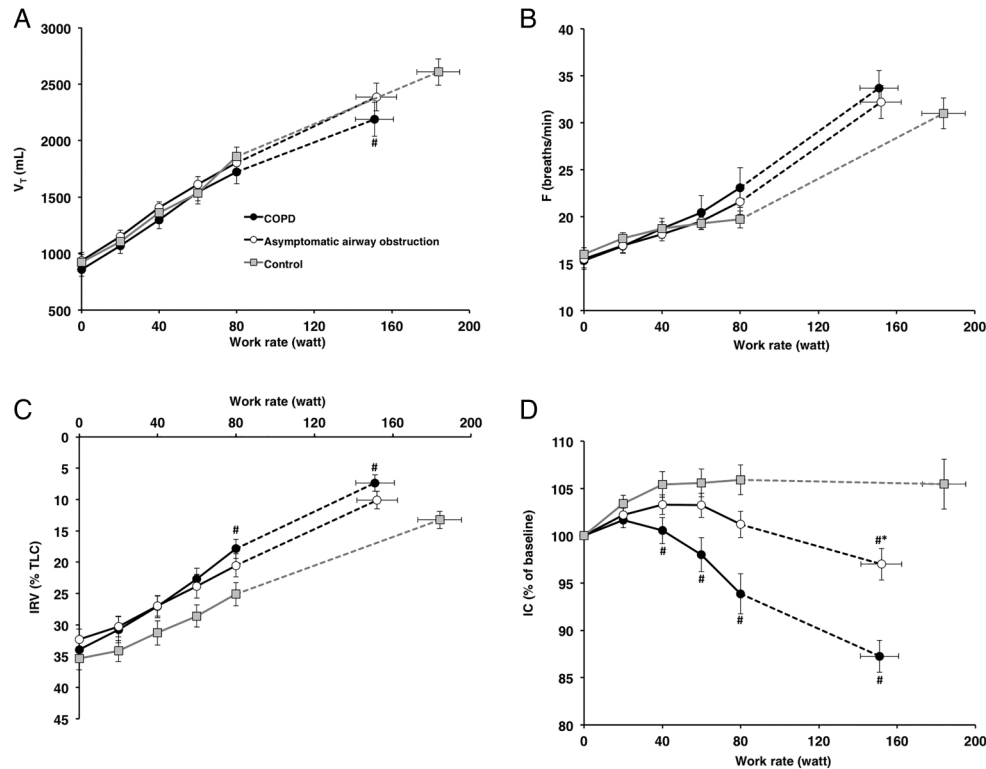 A
3000
2500
2000
1500
1000
500
V_T (mL)
#
COPD
Asymptomatic airway obstruction
Control
0 40 80 120 160 200
Work rate (watt)
B
40
35
30
25
20
15
10
F (breaths/min)
0 40 80 120 160 200
Work rate (watt)
C
Work rate (watt)
0 40 80 120 160 200
0
5
10
15
20
25
30
35
40
45
IRV (% TLC)
#
#
D
110
105
100
95
90
85
80
IC (% of baseline)
#*
#
#
#
#
0 40 80 120 160 200
Work rate (watt)